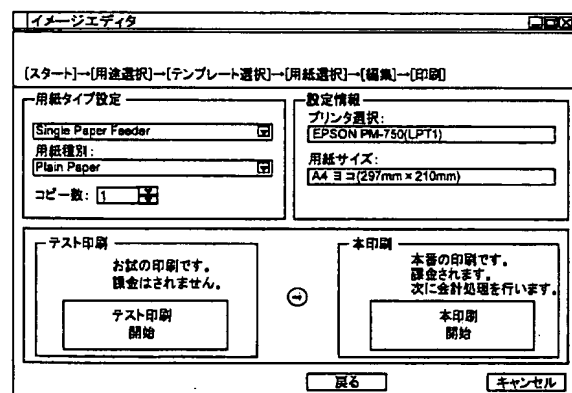 イメージエディタ
[スタート]→[用途選択]→[テンプレート選択]→[用紙選択]→[編集]→[印刷]
用紙タイプ設定
Single Paper Feeder
用紙種別:
Plain Paper
コピー数: 1
設定情報
プリンタ選択:
EPSON PM-750(LPT1)
用紙サイズ:
A4 ヨコ(297mm×210mm)
テスト印刷
お試の印刷です。
課金はされません。
テスト印刷
開始
→
本印刷
本番の印刷です。
課金されます。
次に会計処理を行います。
本印刷
開始
戻る
キャンセル